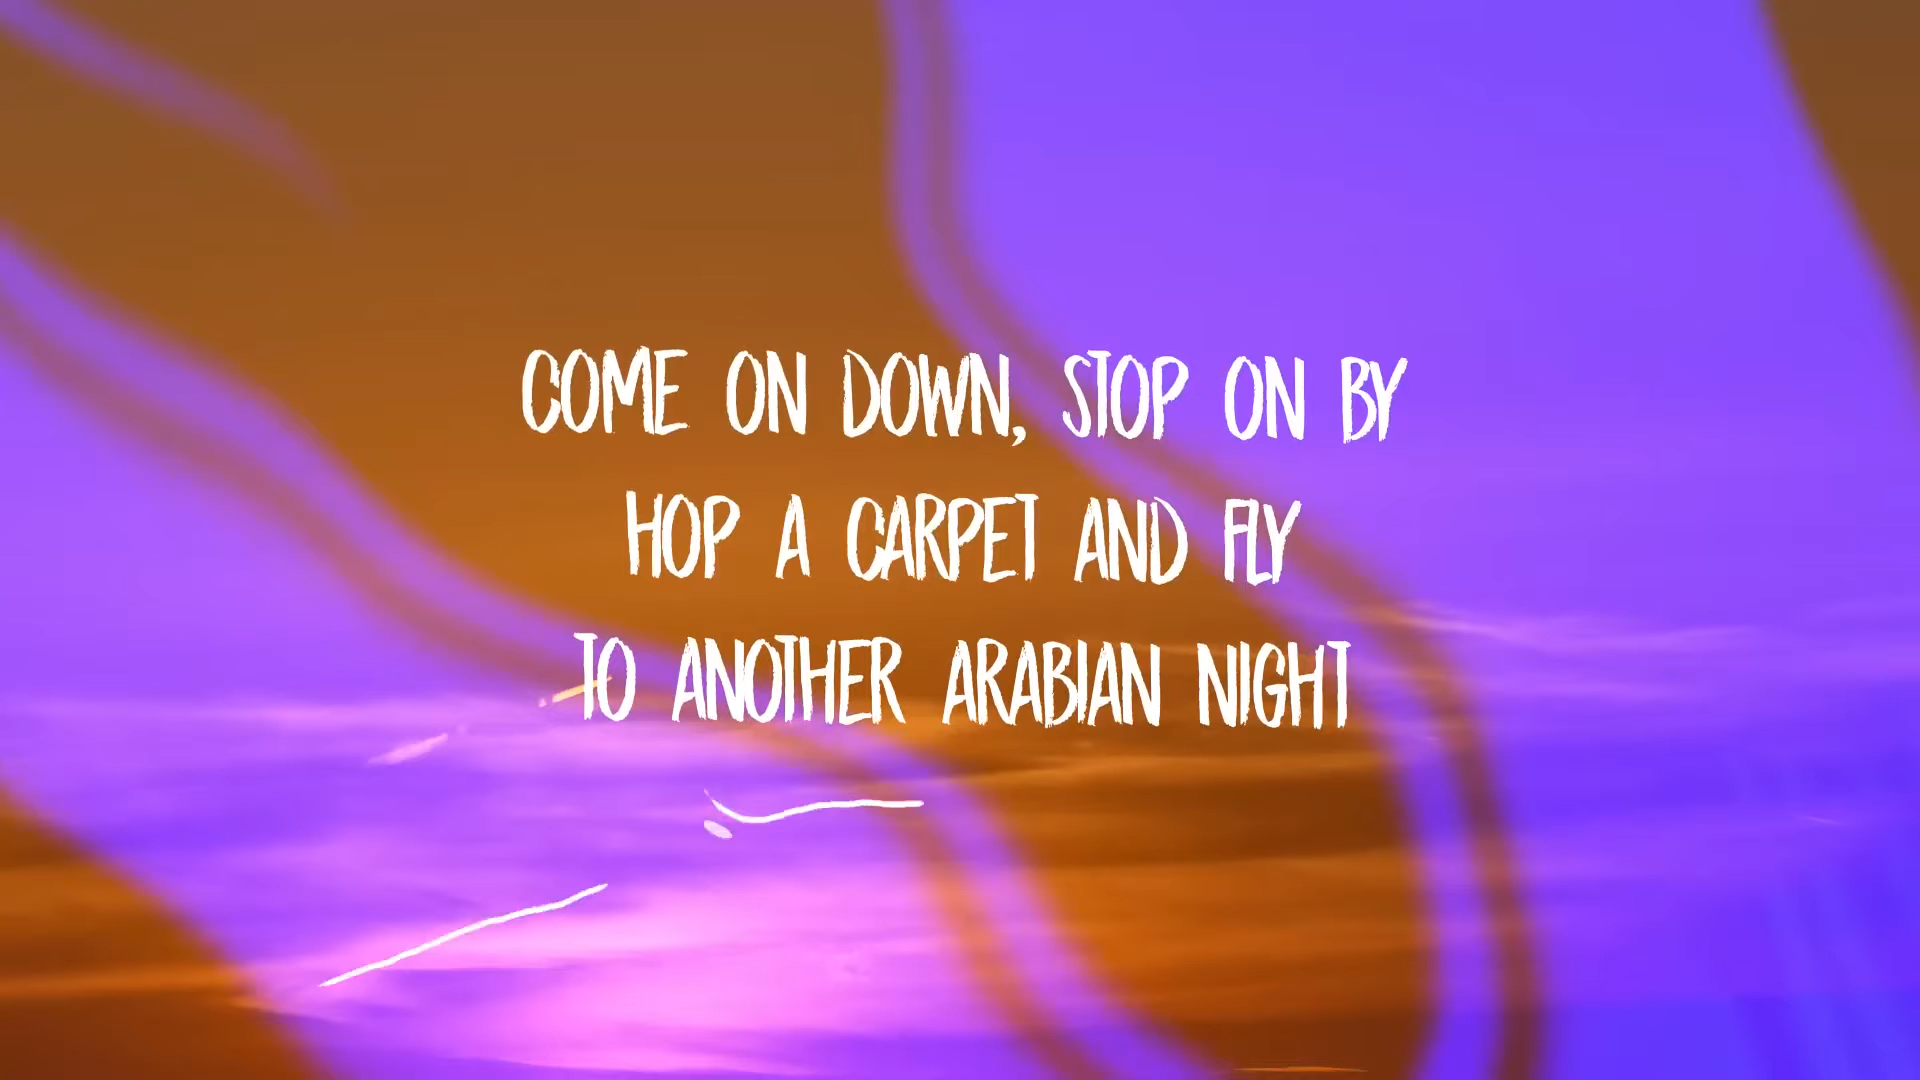 COME ON DOWN, STOP ON BY
HOP A CARPET AND FLY
TO ANOTHER ARABIAN NIGHT